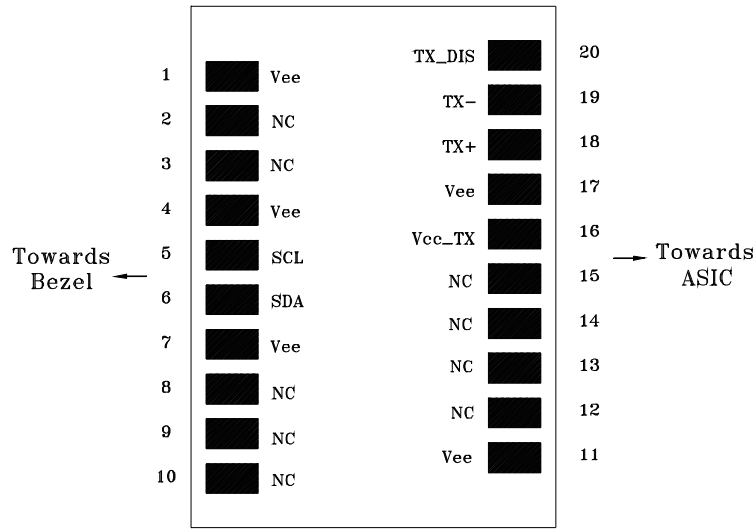 TX_DIS 20
1 Vee
TX- 19
2 NC
TX+ 18
3 NC
Vee 17
4 Vee
Vcc_TX 16
5 SCL
Towards Bezel
Towards ASIC
NC 15
6 SDA
NC 14
7 Vee
NC 13
8 NC
NC 12
9 NC
Vee 11
10 NC